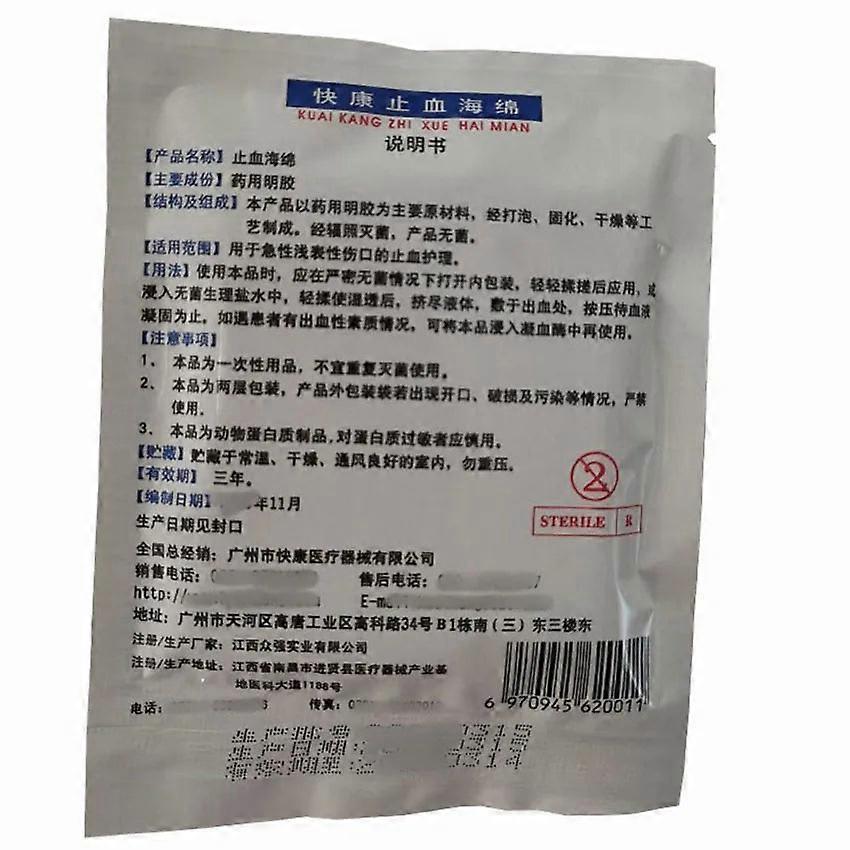 快康止血海绵
KUAI KANG ZHI XUE HAI MIAN
说明书
【产品名称】止血海绵
【主要成份】药用明胶
【结构及组成】本产品以药用明胶为主要原材料，经打泡、固化、干燥等工
艺制成。经辐照灭菌，产品无菌。
【适用范围】用于急性浅表性伤口的止血护理。
【用法】使用本品时，应在严密无菌情况下打开内包装，轻轻揉搓后应用，或
浸入无菌生理盐水中，轻揉使湿透后，挤尽液体，敷于出血处，按压待血液
凝固为止，如遇患者有出血性素质情况，可将本品浸入凝血酶中再使用。
【注意事项】
1、 本品为一次性用品，不宜重复灭菌使用。
2、 本品为两层包装，产品外包装袋若出现开口、破损及污染等情况，严禁
使用．
3、 本品为动物蛋白质制品，对蛋白质过敏者应慎用。
【贮藏】贮藏于常温、干燥、通风良好的室内，勿重压。
【有效期】 三年。
【编制日期】 年11月
生产日期见封口
2
STERILE R
全国总经销：广州市快康医疗器械有限公司
销售电话： 售后电话：
http://
地址：广州市天河区高唐工业区高科路34号B1栋南(三)东三楼东
注册/生产厂家：江西众强实业有限公司
注册/生产地址：江西省南昌市进贤县医疗器械产业基
地医科大道1188号
电话： 传真：
6 970945 620011
生产日期：